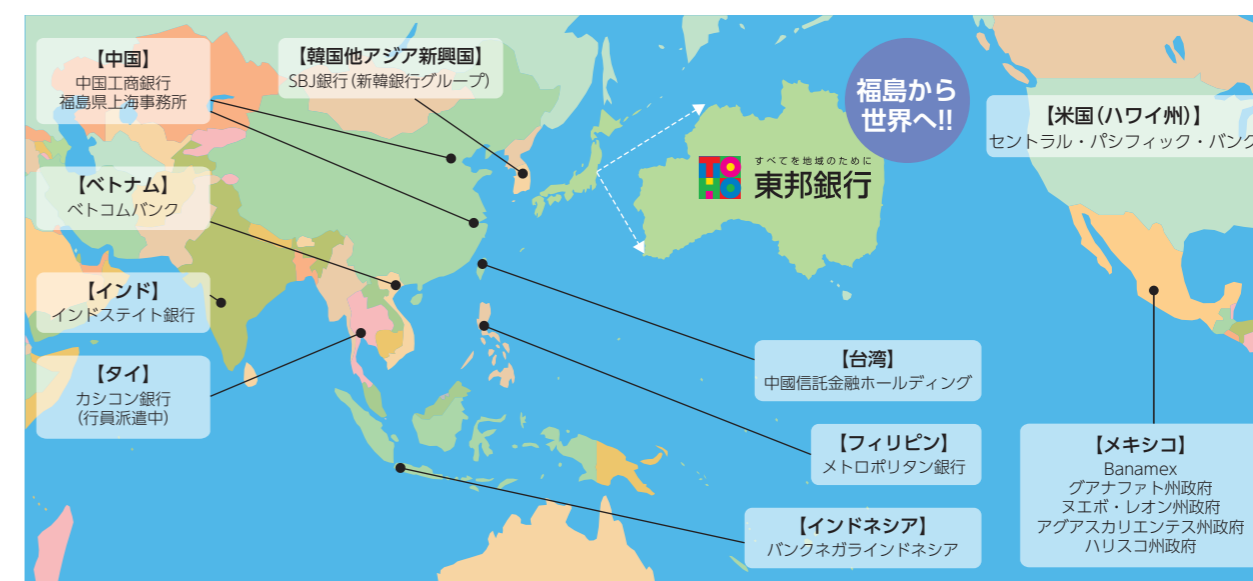 【中国】
中国工商銀行
福島県上海事務所
【韓国他アジア新興国】
SBJ銀行（新韓銀行グループ）
福島から
世界へ!!
【米国（ハワイ州）】
セントラル・パシフィック・バンク
TOHO
すべてを地域のために
東邦銀行
【ベトナム】
ベトコムバンク
【インド】
インドステイト銀行
【タイ】
カシコン銀行
（行員派遣中）
【台湾】
中國信託金融ホールディング
【フィリピン】
メトロポリタン銀行
【インドネシア】
バンクネガラインドネシア
【メキシコ】
Banamex
グアナファト州政府
ヌエボ・レオン州政府
アグアスカリエンテス州政府
ハリスコ州政府